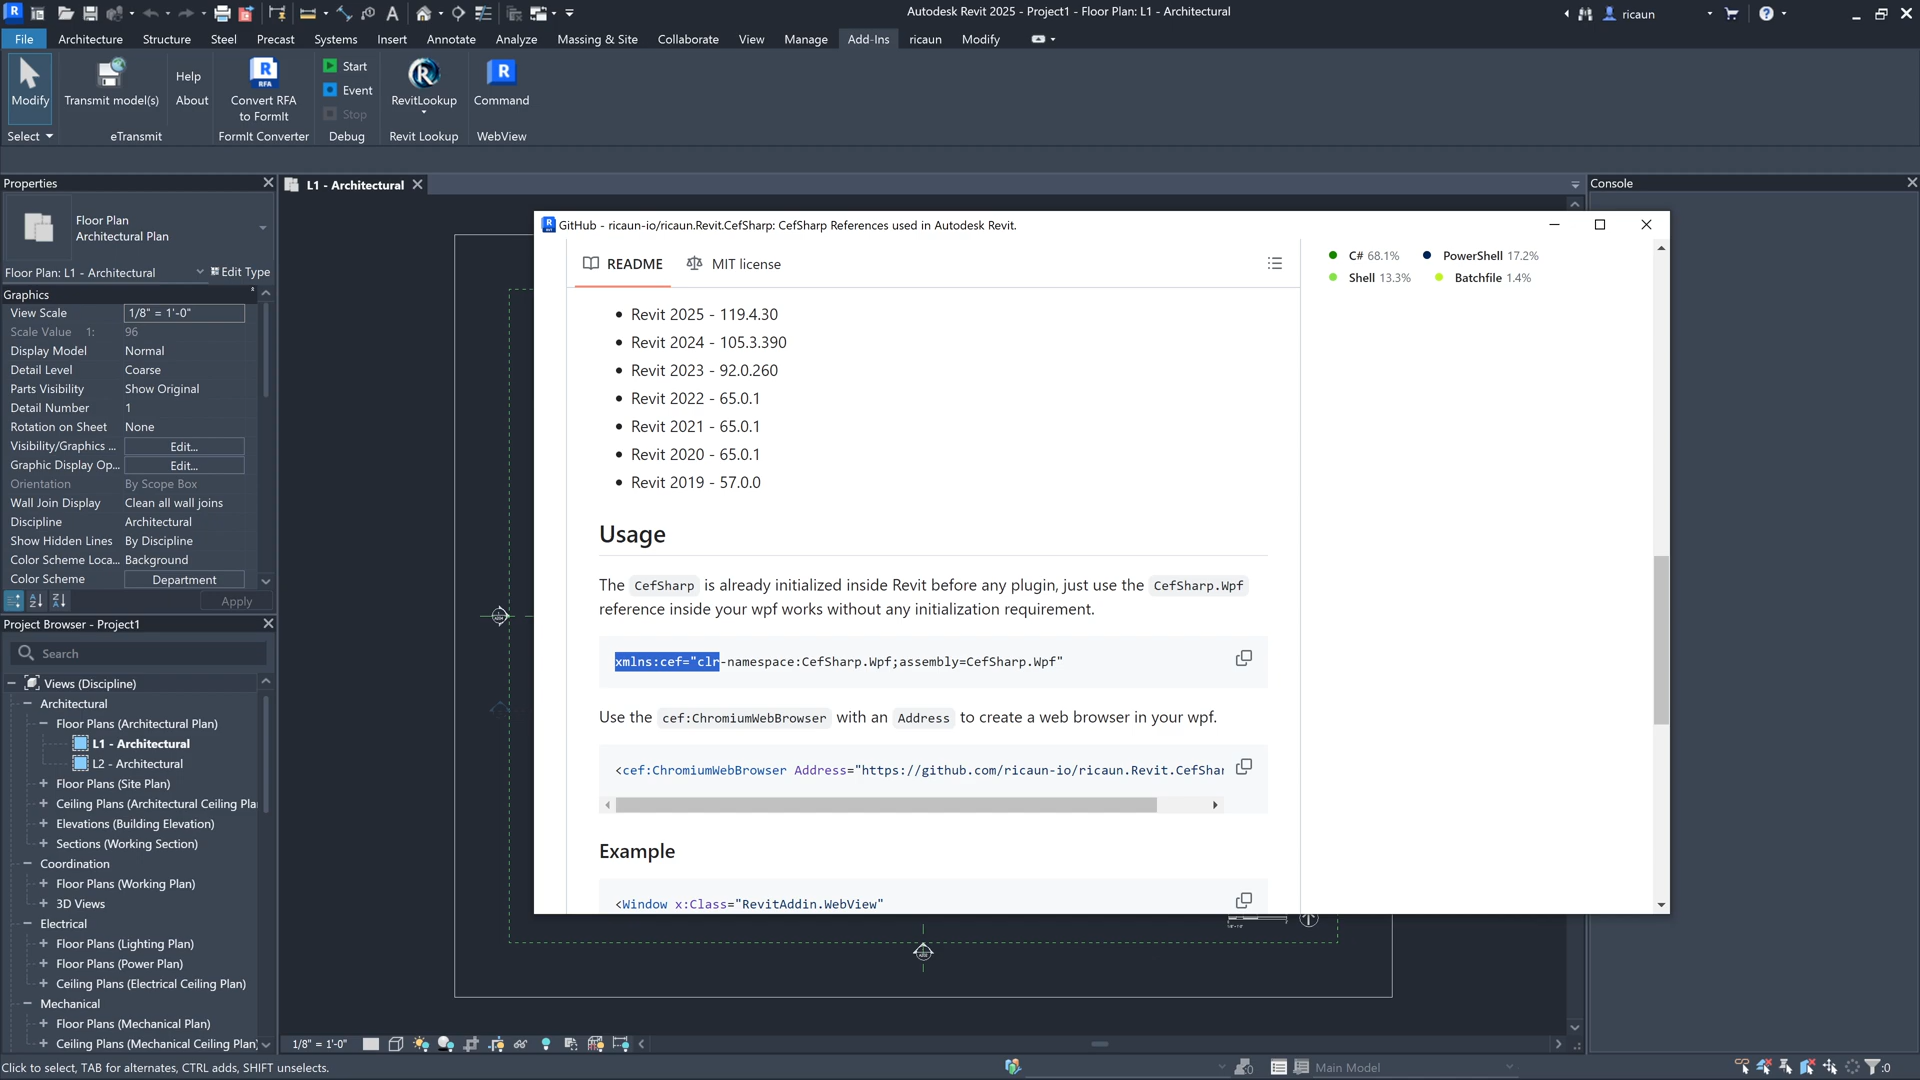 Autodesk Revit 2025 - Project1 - Floor Plan: L1 - Architectural
ricaun
File Architecture Structure Steel Precast Systems Insert Annotate Analyze Massing & Site Collaborate View Manage Add-Ins ricaun Modify
Modify
Transmit model(s)
Help
About
Convert RFA
to FormIt
Start
Event
Stop
RevitLookup
Command
Select
eTransmit
FormIt Converter
Debug
Revit Lookup
WebView
Properties
L1 - Architectural
Console
Floor Plan
Architectural Plan
Floor Plan: L1 - Architectural
Edit Type
Graphics
View Scale 1/8" = 1'-0"
Scale Value 1: 96
Display Model Normal
Detail Level Coarse
Parts Visibility Show Original
Detail Number 1
Rotation on Sheet None
Visibility/Graphics ... Edit...
Graphic Display Op... Edit...
Orientation By Scope Box
Wall Join Display Clean all wall joins
Discipline Architectural
Show Hidden Lines By Discipline
Color Scheme Loca... Background
Color Scheme Department
Apply
Project Browser - Project1
Search
Views (Discipline)
Architectural
Floor Plans (Architectural Plan)
L1 - Architectural
L2 - Architectural
Floor Plans (Site Plan)
Ceiling Plans (Architectural Ceiling Pla
Elevations (Building Elevation)
Sections (Working Section)
Coordination
Floor Plans (Working Plan)
3D Views
Electrical
Floor Plans (Lighting Plan)
Floor Plans (Power Plan)
Ceiling Plans (Electrical Ceiling Plan)
Mechanical
Floor Plans (Mechanical Plan)
Ceiling Plans (Mechanical Ceiling Plan)
GitHub - ricaun-io/ricaun.Revit.CefSharp: CefSharp References used in Autodesk Revit.
README
MIT license
C# 68.1% PowerShell 17.2%
Shell 13.3% Batchfile 1.4%
• Revit 2025 - 119.4.30
• Revit 2024 - 105.3.390
• Revit 2023 - 92.0.260
• Revit 2022 - 65.0.1
• Revit 2021 - 65.0.1
• Revit 2020 - 65.0.1
• Revit 2019 - 57.0.0
Usage
The CefSharp is already initialized inside Revit before any plugin, just use the CefSharp.Wpf
reference inside your wpf works without any initialization requirement.
xmlns:cef="clr-namespace:CefSharp.Wpf;assembly=CefSharp.Wpf"
Use the cef:ChromiumWebBrowser with an Address to create a web browser in your wpf.
<cef:ChromiumWebBrowser Address="https://github.com/ricaun-io/ricaun.Revit.CefShar
Example
<Window x:Class="RevitAddin.WebView"
1/8" = 1'-0"
Click to select, TAB for alternates, CTRL adds, SHIFT unselects.
:0
Main Model
:0